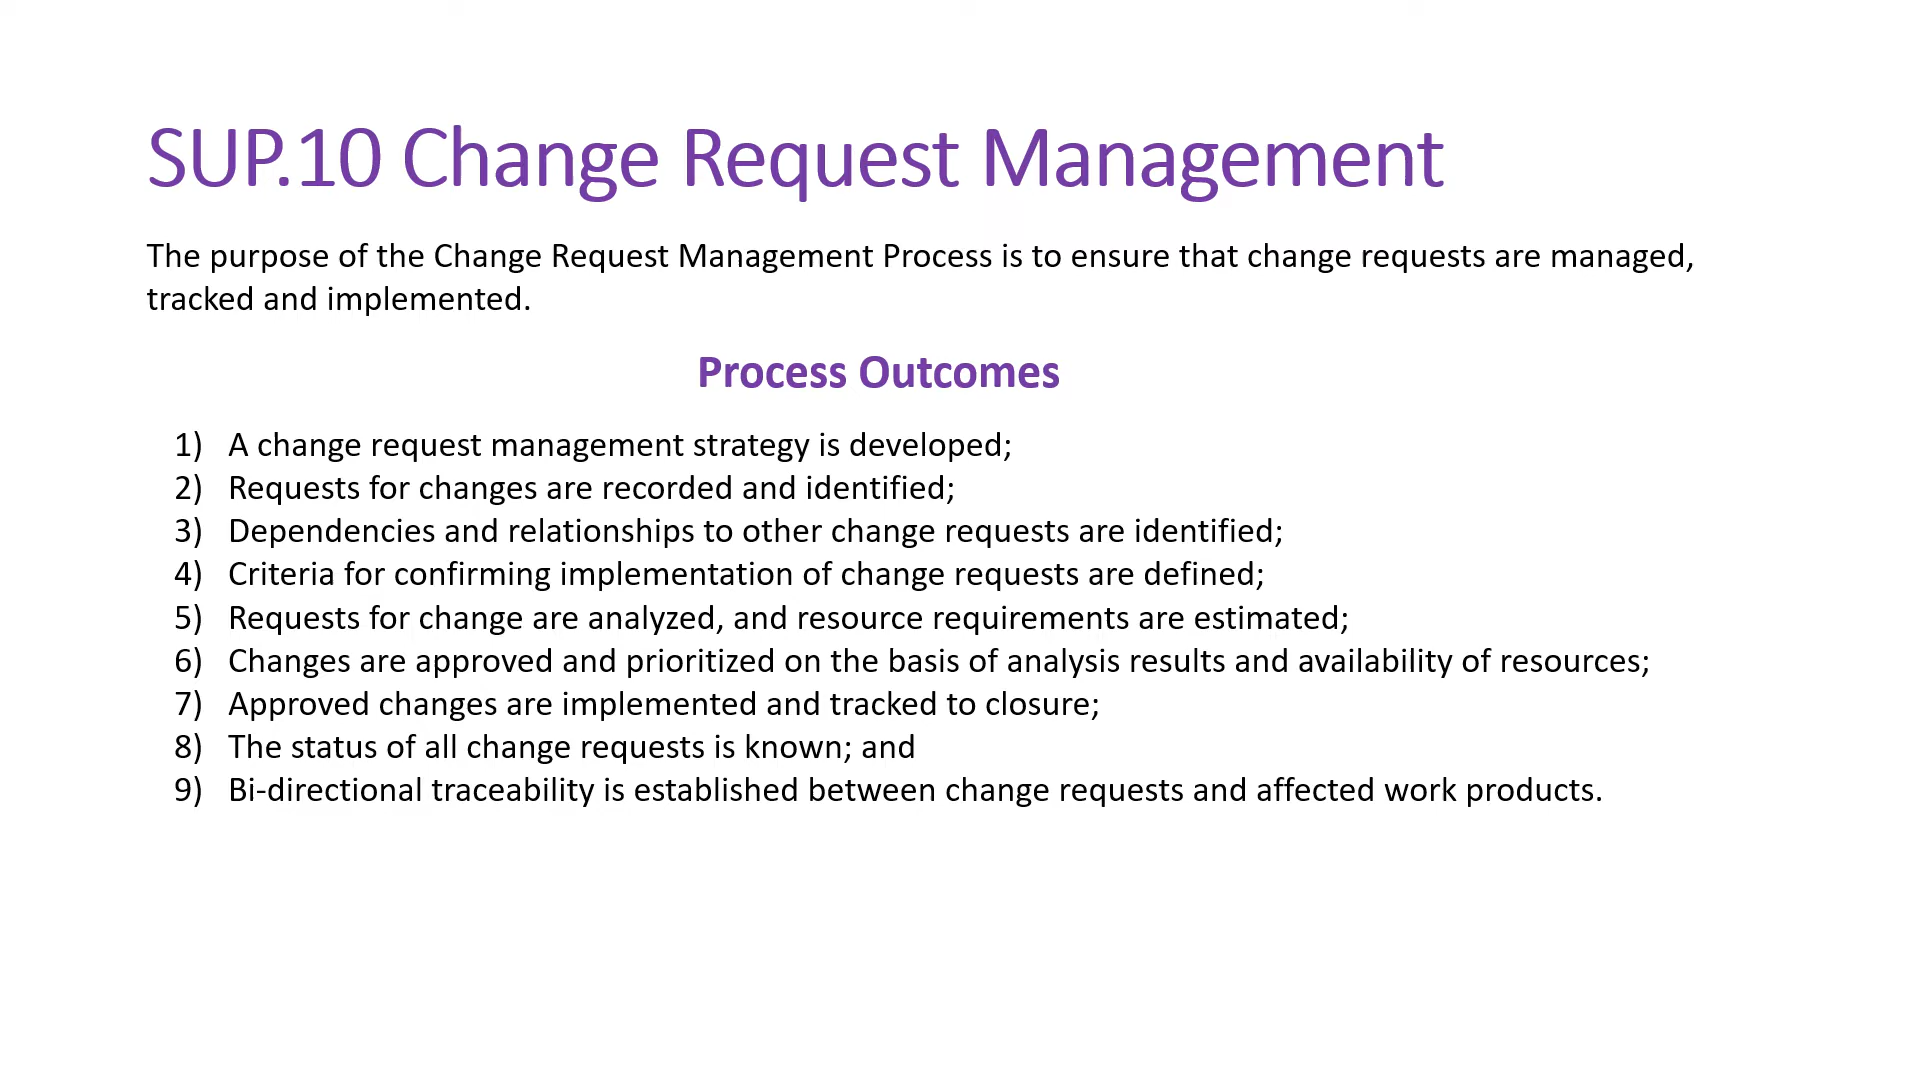 SUP.10 Change Request Management
The purpose of the Change Request Management Process is to ensure that change requests are managed,
tracked and implemented.
Process Outcomes
1) A change request management strategy is developed;
2) Requests for changes are recorded and identified;
3) Dependencies and relationships to other change requests are identified;
4) Criteria for confirming implementation of change requests are defined;
5) Requests for change are analyzed, and resource requirements are estimated;
6) Changes are approved and prioritized on the basis of analysis results and availability of resources;
7) Approved changes are implemented and tracked to closure;
8) The status of all change requests is known; and
9) Bi-directional traceability is established between change requests and affected work products.